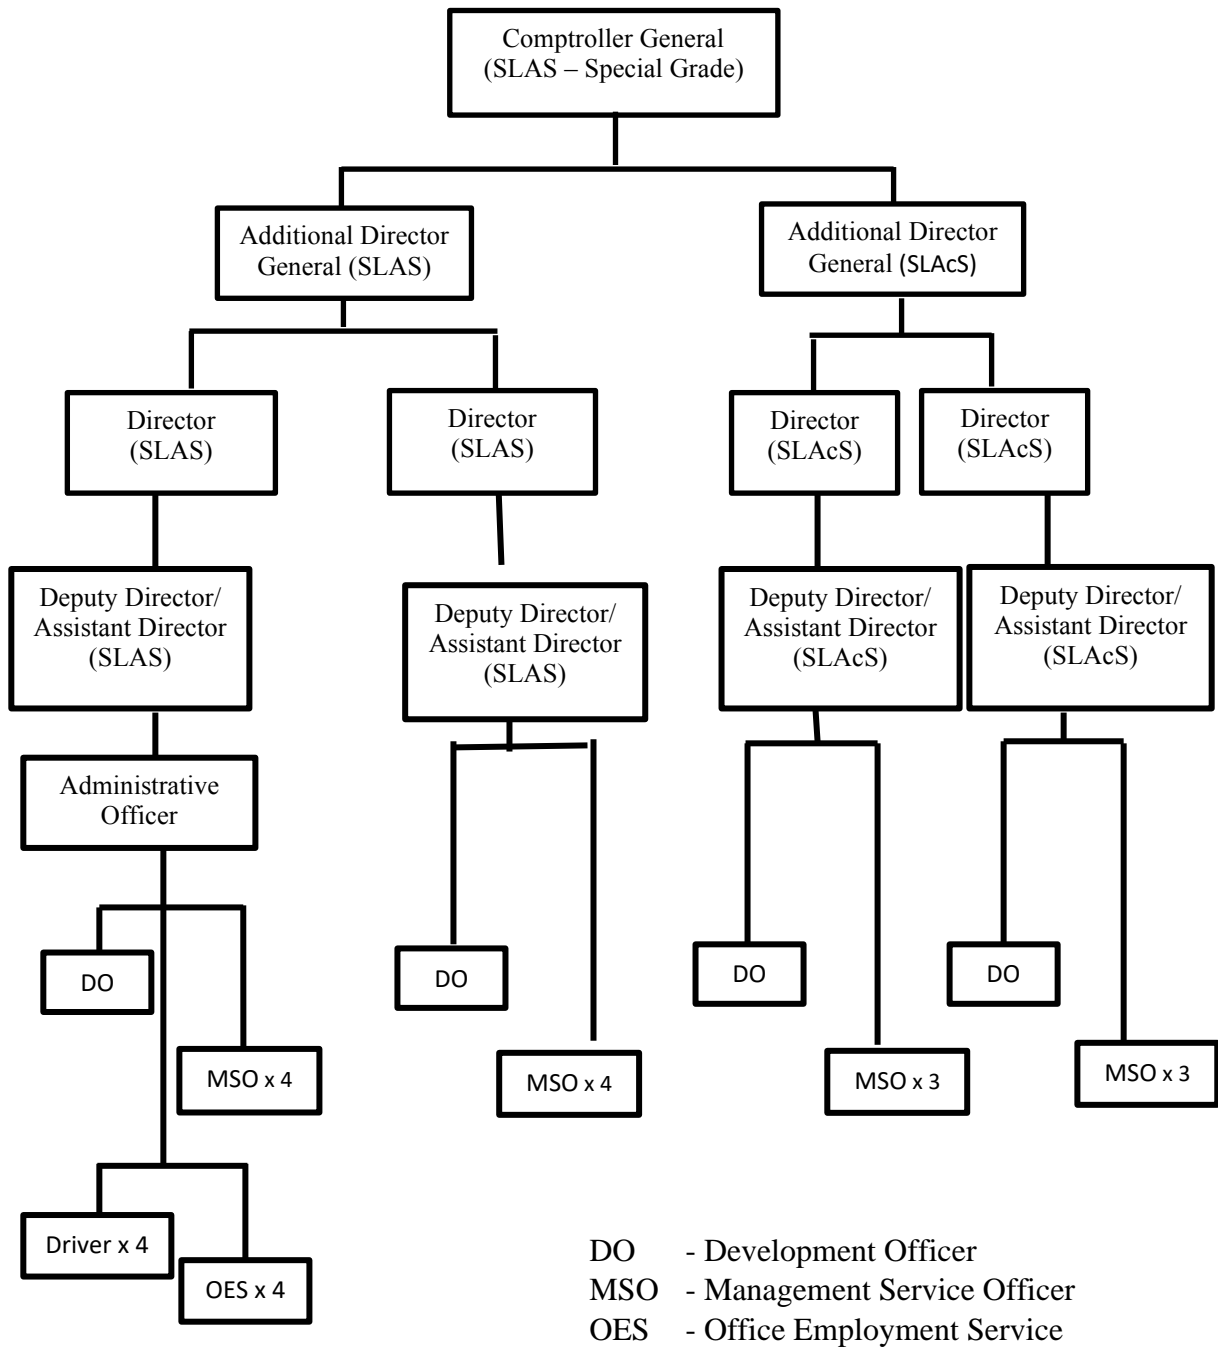 Comptroller General
(SLAS – Special Grade)
Additional Director
General (SLAS)
Additional Director
General (SLAcS)
Director
(SLAS)
Director
(SLAS)
Director
(SLAcS)
Director
(SLAcS)
Deputy Director/
Assistant Director
(SLAS)
Deputy Director/
Assistant Director
(SLAS)
Deputy Director/
Assistant Director
(SLAcS)
Deputy Director/
Assistant Director
(SLAcS)
Administrative
Officer
DO
DO
DO
DO
MSO x 4
MSO x 4
MSO x 3
MSO x 3
Driver x 4
OES x 4
DO - Development Officer
MSO - Management Service Officer
OES - Office Employment Service